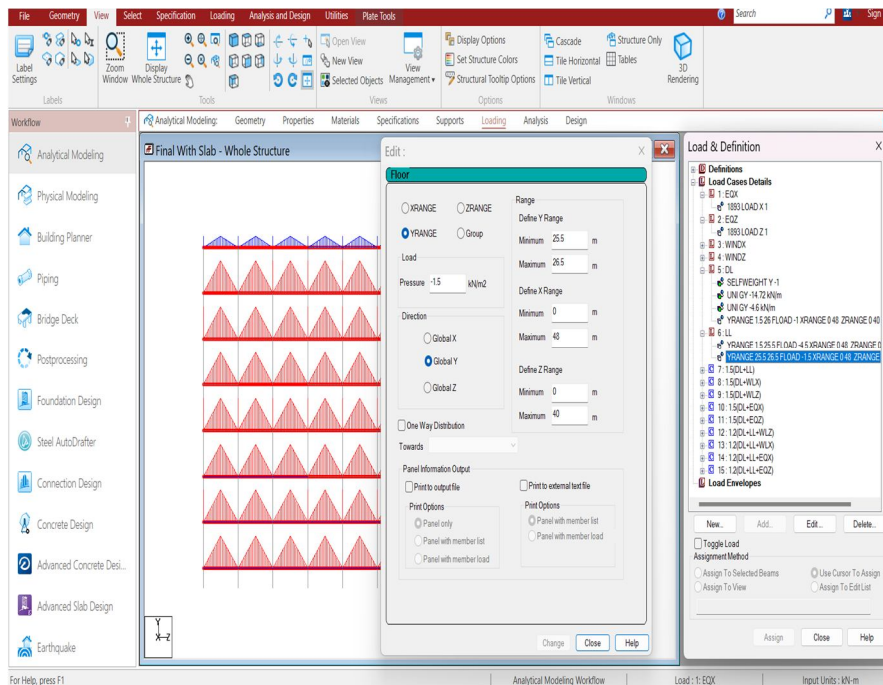 File Geometry View Select Specification Loading Analysis and Design Utilities Plate Tools Search Sign
Label Settings
Labels
Zoom Window
Display Whole Structure
Tools
Open View
New View
Selected Objects
View Management
Views
Display Options
Set Structure Colors
Structural Tooltip Options
Options
Cascade
Tile Horizontal
Tile Vertical
Structure Only
Tables
Windows
3D Rendering
Workflow
Analytical Modeling
Physical Modeling
Building Planner
Piping
Bridge Deck
Postprocessing
Foundation Design
Steel AutoDrafter
Connection Design
Concrete Design
Advanced Concrete Desi...
Advanced Slab Design
Earthquake
Analytical Modeling: Geometry Properties Materials Specifications Supports Loading Analysis Design
Final With Slab - Whole Structure
Y
X Z
Edit :
Floor
XRANGE ZRANGE
YRANGE Group
Load
Pressure -1.5 kN/m2
Direction
Global X
Global Y
Global Z
One Way Distribution
Towards
Range
Define Y Range
Minimum 25.5 m
Maximum 26.5 m
Define X Range
Minimum 0 m
Maximum 48 m
Define Z Range
Minimum 0 m
Maximum 40 m
Panel Information Output
Print to output file
Print Options
Panel only
Panel with member list
Panel with member load
Print to external text file
Print Options
Panel with member list
Panel with member load
Change Close Help
Load & Definition X
Definitions
Load Cases Details
1 : EQX
1893 LOAD X 1
2 : EQZ
1893 LOAD Z 1
3 : WINDX
4 : WINDZ
5 : DL
SELFWEIGHT Y -1
UNI GY -14.72 kN/m
UNI GY -4.6 kN/m
YRANGE 1.5 26 FLOAD -1 XRANGE 0 48 ZRANGE 0 40
6 : LL
YRANGE 1.5 25.5 FLOAD -4.5 XRANGE 0 48 ZRANGE 0
YRANGE 25.5 26.5 FLOAD -1.5 XRANGE 0 48 ZRANGE
7 : 1.5(DL+LL)
8 : 1.5(DL+WLX)
9 : 1.5(DL+WLZ)
10 : 1.5(DL+EQX)
11 : 1.5(DL+EQZ)
12 : 1.2(DL+LL+WLZ)
13 : 1.2(DL+LL+WLX)
14 : 1.2(DL+LL+EQX)
15 : 1.2(DL+LL+EQZ)
Load Envelopes
New... Add... Edit... Delete...
Toggle Load
Assignment Method
Assign To Selected Beams Use Cursor To Assign
Assign To View Assign To Edit List
Assign Close Help
For Help, press F1 Analytical Modeling Workflow Load : 1: EQX Input Units : kN-m